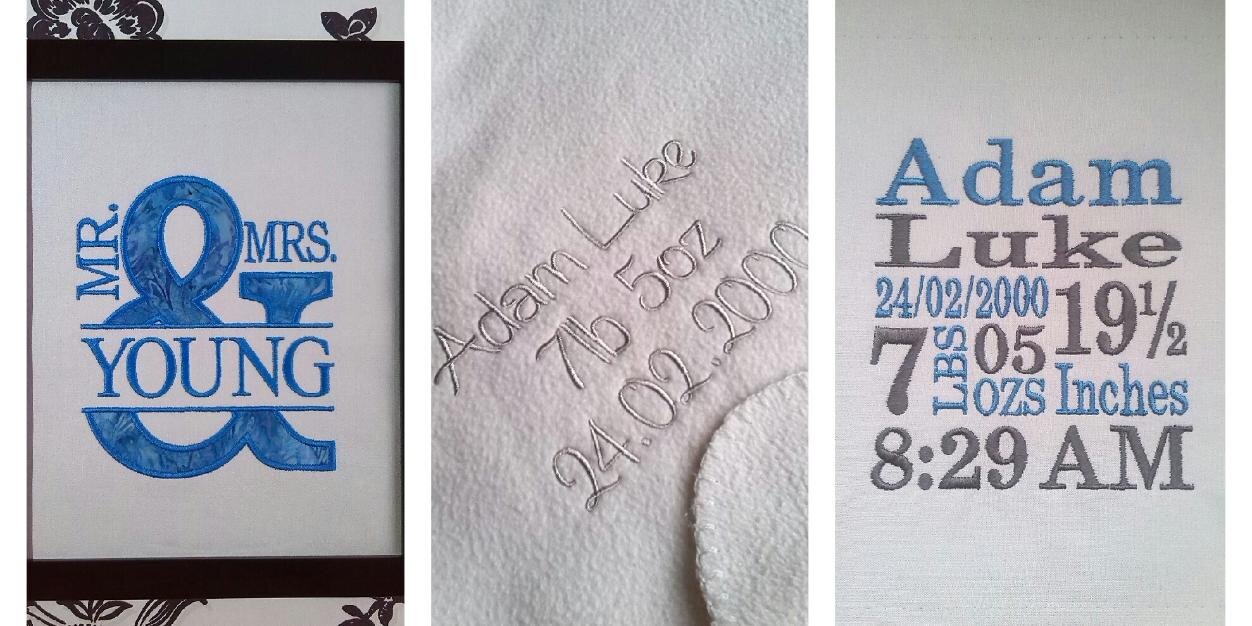 MR.
&
MRS.
YOUNG
Adam Luke
7lb 5oz
24.02.2000
Adam
Luke
24/02/2000
19½
7 LBS 05 OZS Inches
8:29 AM